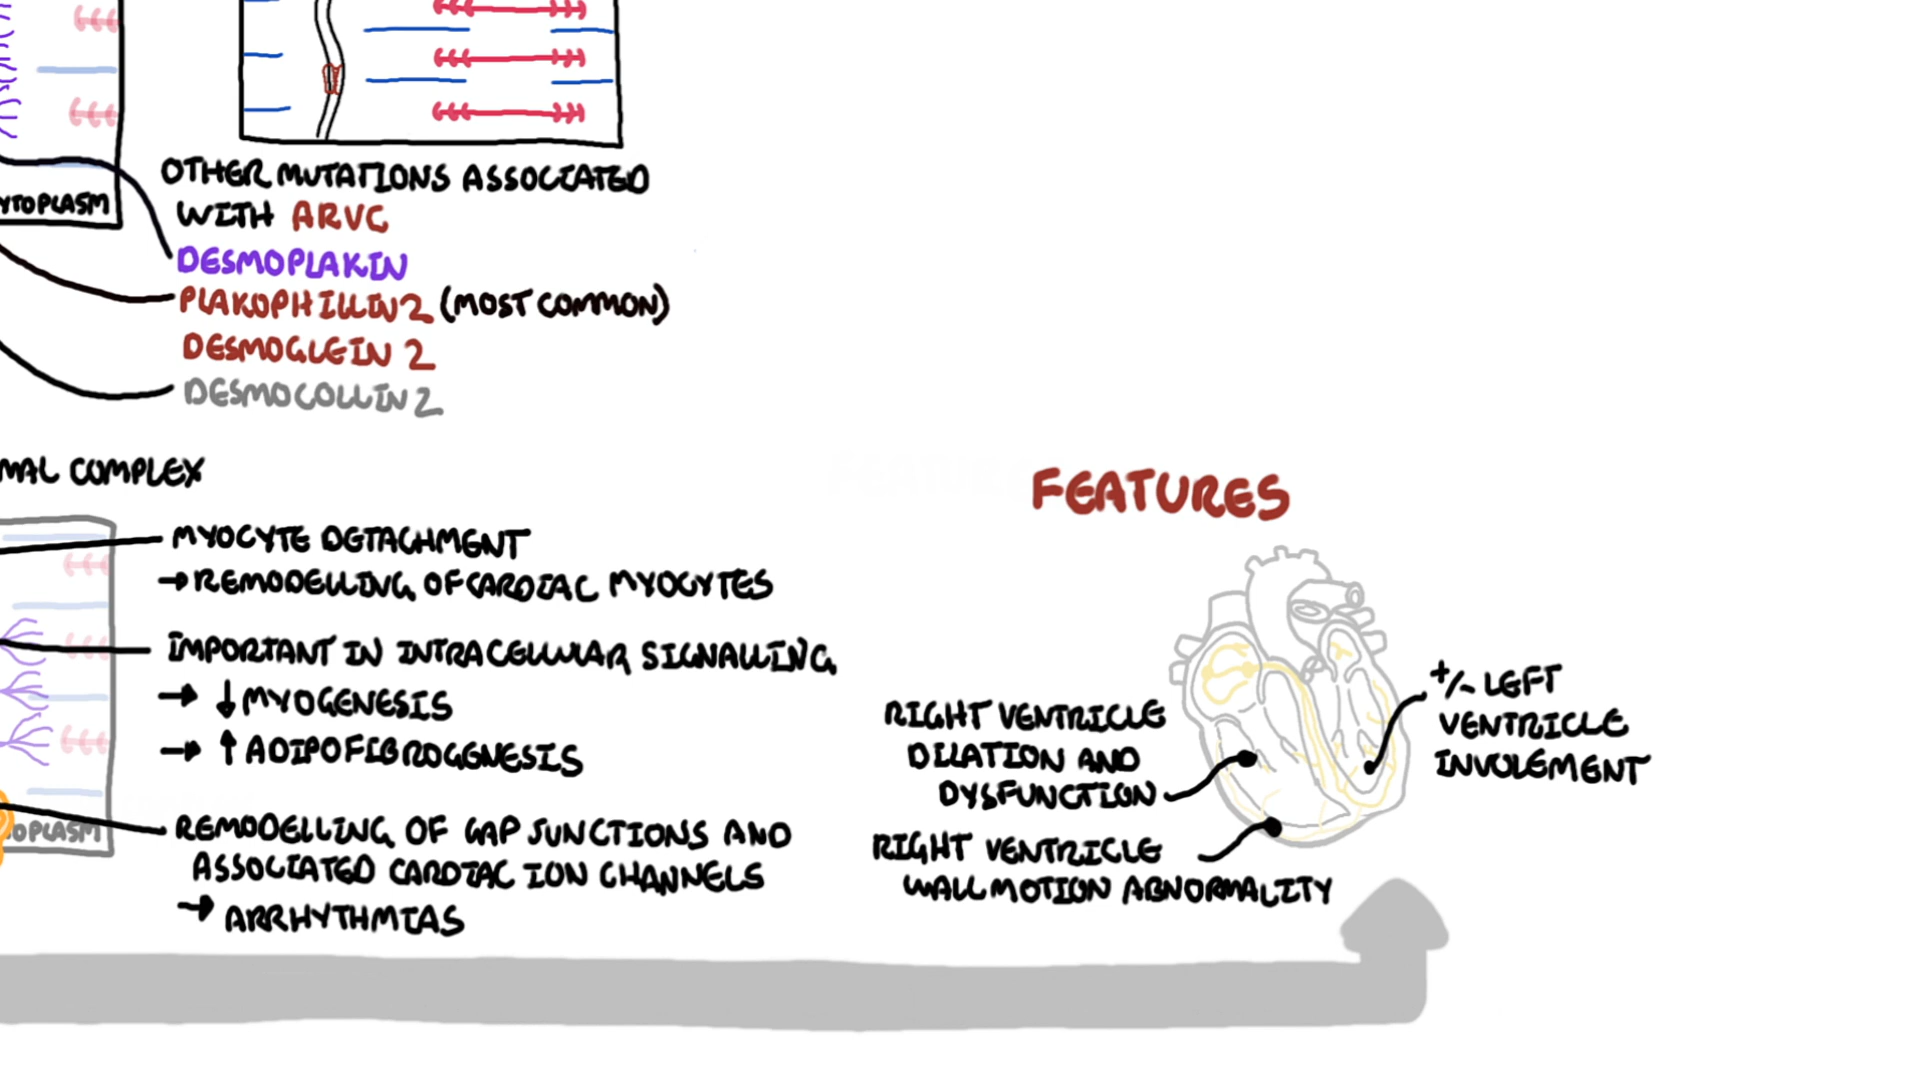 YTOPLASM
OTHER MUTATIONS ASSOCIATED
WITH ARVC
DESMOPLAKIN
PLAKOPHILLIN 2 (MOST COMMON)
DESMOGLEIN 2
DESMOCOLLIN 2
MAL COMPLEX
MYOCYTE DETACHMENT
→ REMODELLING OF CARDIAC MYOCYTES
IMPORTANT IN INTRACELLULAR SIGNALLING
→ ↓ MYOGENESIS
→ ↑ ADIPOFIBROGENESIS
OPLASM
REMODELLING OF GAP JUNCTIONS AND
ASSOCIATED CARDIAC ION CHANNELS
→ ARRHYTHMIAS
FEATURES
RIGHT VENTRICLE
DILATION AND
DYSFUNCTION
RIGHT VENTRICLE
WALL MOTION ABNORMALITY
+/- LEFT
VENTRICLE
INVOLEMENT